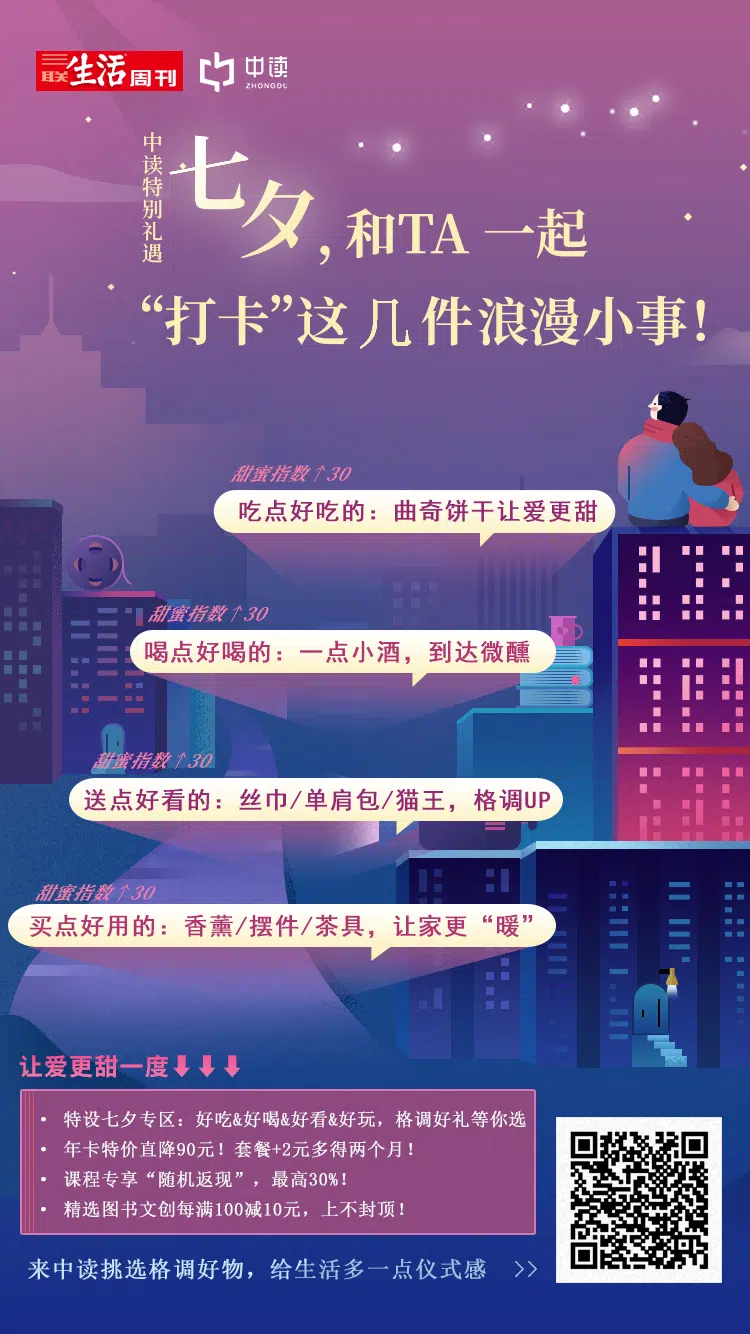 三联生活周刊
中读
ZHONGDU
中读特别礼遇
七夕，和TA 一起
“打卡”这几件浪漫小事！
甜蜜指数↑30
吃点好吃的：曲奇饼干让爱更甜
甜蜜指数↑30
喝点好喝的：一点小酒，到达微醺
甜蜜指数↑30
送点好看的：丝巾/单肩包/猫王，格调UP
甜蜜指数↑30
买点好用的：香薰/摆件/茶具，让家更“暖”
让爱更甜一度⬇⬇⬇
• 特设七夕专区：好吃&好喝&好看&好玩，格调好礼等你选
• 年卡特价直降90元！套餐+2元多得两个月！
• 课程专享“随机返现”，最高30%！
• 精选图书文创每满100减10元，上不封顶！
来中读挑选格调好物，给生活多一点仪式感 >>